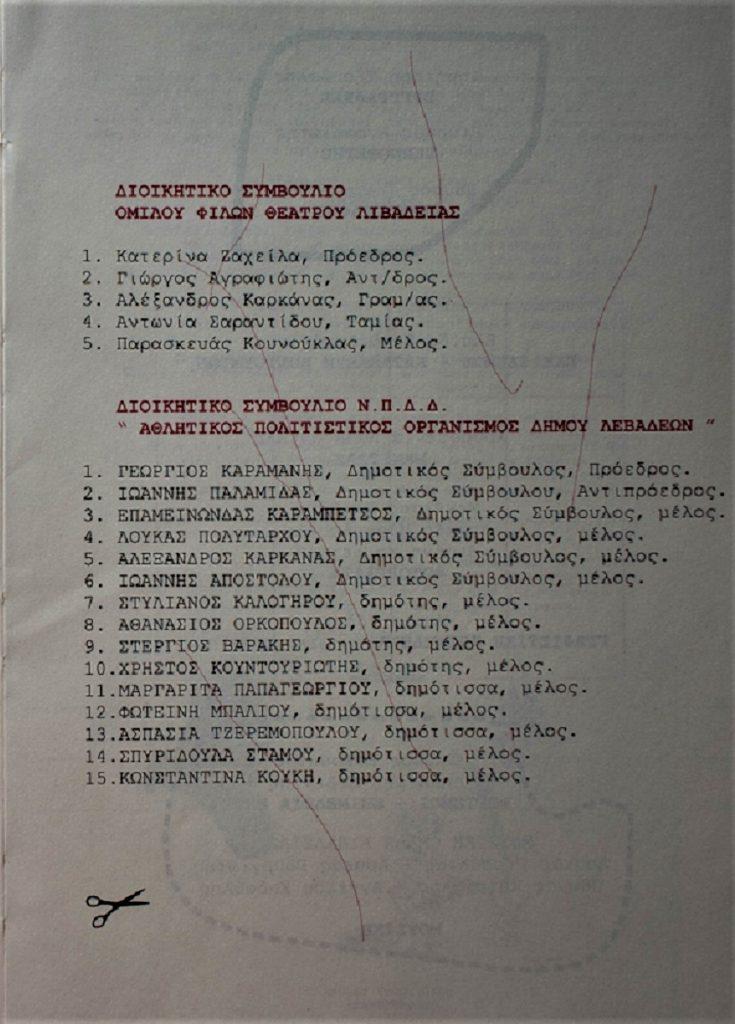 ΔΙΟΙΚΗΤΙΚΟ ΣΥΜΒΟΥΛΙΟ
ΟΜΙΛΟΥ ΦΙΛΩΝ ΘΕΑΤΡΟΥ ΛΙΒΑΔΕΙΑΣ
1. Κατερίνα Ζαχείλα, Πρόεδρος.
2. Γιώργος Αγραφιώτης, Αντ/δρος.
3. Αλέξανδρος Καρκάνας, Γραμ/ας.
4. Αντωνία Σαραντίδου, Ταμίας.
5. Παρασκευάς Κουνούκλας, Μέλος.
ΔΙΟΙΚΗΤΙΚΟ ΣΥΜΒΟΥΛΙΟ Ν.Π.Δ.Δ.
" ΑΘΛΗΤΙΚΟΣ ΠΟΛΙΤΙΣΤΙΚΟΣ ΟΡΓΑΝΙΣΜΟΣ ΔΗΜΟΥ ΛΕΒΑΔΕΩΝ "
1. ΓΕΩΡΓΙΟΣ ΚΑΡΑΜΑΝΗΣ, Δημοτικός Σύμβουλος, Πρόεδρος.
2. ΙΩΑΝΝΗΣ ΠΑΛΑΜΙΔΑΣ, Δημοτικός Σύμβουλου, Αντιπρόεδρος.
3. ΕΠΑΜΕΙΝΩΝΔΑΣ ΚΑΡΑΜΠΕΤΣΟΣ, Δημοτικός Σύμβουλος, μέλος.
4. ΛΟΥΚΑΣ ΠΟΛΥΤΑΡΧΟΥ, Δημοτικός Σύμβουλος, μέλος.
5. ΑΛΕΞΑΝΔΡΟΣ ΚΑΡΚΑΝΑΣ, Δημοτικός Σύμβουλος, μέλος.
6. ΙΩΑΝΝΗΣ ΑΠΟΣΤΟΛΟΥ, Δημοτικός Σύμβουλος, μέλος.
7. ΣΤΥΛΙΑΝΟΣ ΚΑΛΟΓΗΡΟΥ, δημότης, μέλος.
8. ΑΘΑΝΑΣΙΟΣ ΟΡΚΟΠΟΥΛΟΣ, δημότης, μέλος.
9. ΣΤΕΡΓΙΟΣ ΒΑΡΑΚΗΣ, δημότης, μέλος.
10.ΧΡΗΣΤΟΣ ΚΟΥΝΤΟΥΡΙΩΤΗΣ, δημότης, μέλος.
11.ΜΑΡΓΑΡΙΤΑ ΠΑΠΑΓΕΩΡΓΙΟΥ, δημότισσα, μέλος.
12.ΦΩΤΕΙΝΗ ΜΠΑΛΙΟΥ, δημότισσα, μέλος.
13.ΑΣΠΑΣΙΑ ΤΖΕΡΕΜΟΠΟΥΛΟΥ, δημότισσα, μέλος.
14.ΣΠΥΡΙΔΟΥΛΑ ΣΤΑΜΟΥ, δημότισσα, μέλος.
15.ΚΩΝΣΤΑΝΤΙΝΑ ΚΟΥΚΗ, δημότισσα, μέλος.